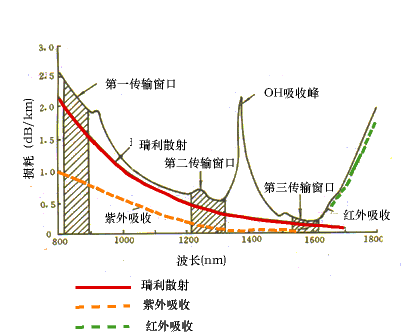 3.0
2.5
2.0
1.5
1.0
0.5
0
损耗 (dB/km)
第一传输窗口
OH吸收峰
瑞利散射
第二传输窗口
第三传输窗口
紫外吸收
红外吸收
800 1000 1200 1400 1600 1800
波长(nm)
瑞利散射
紫外吸收
红外吸收